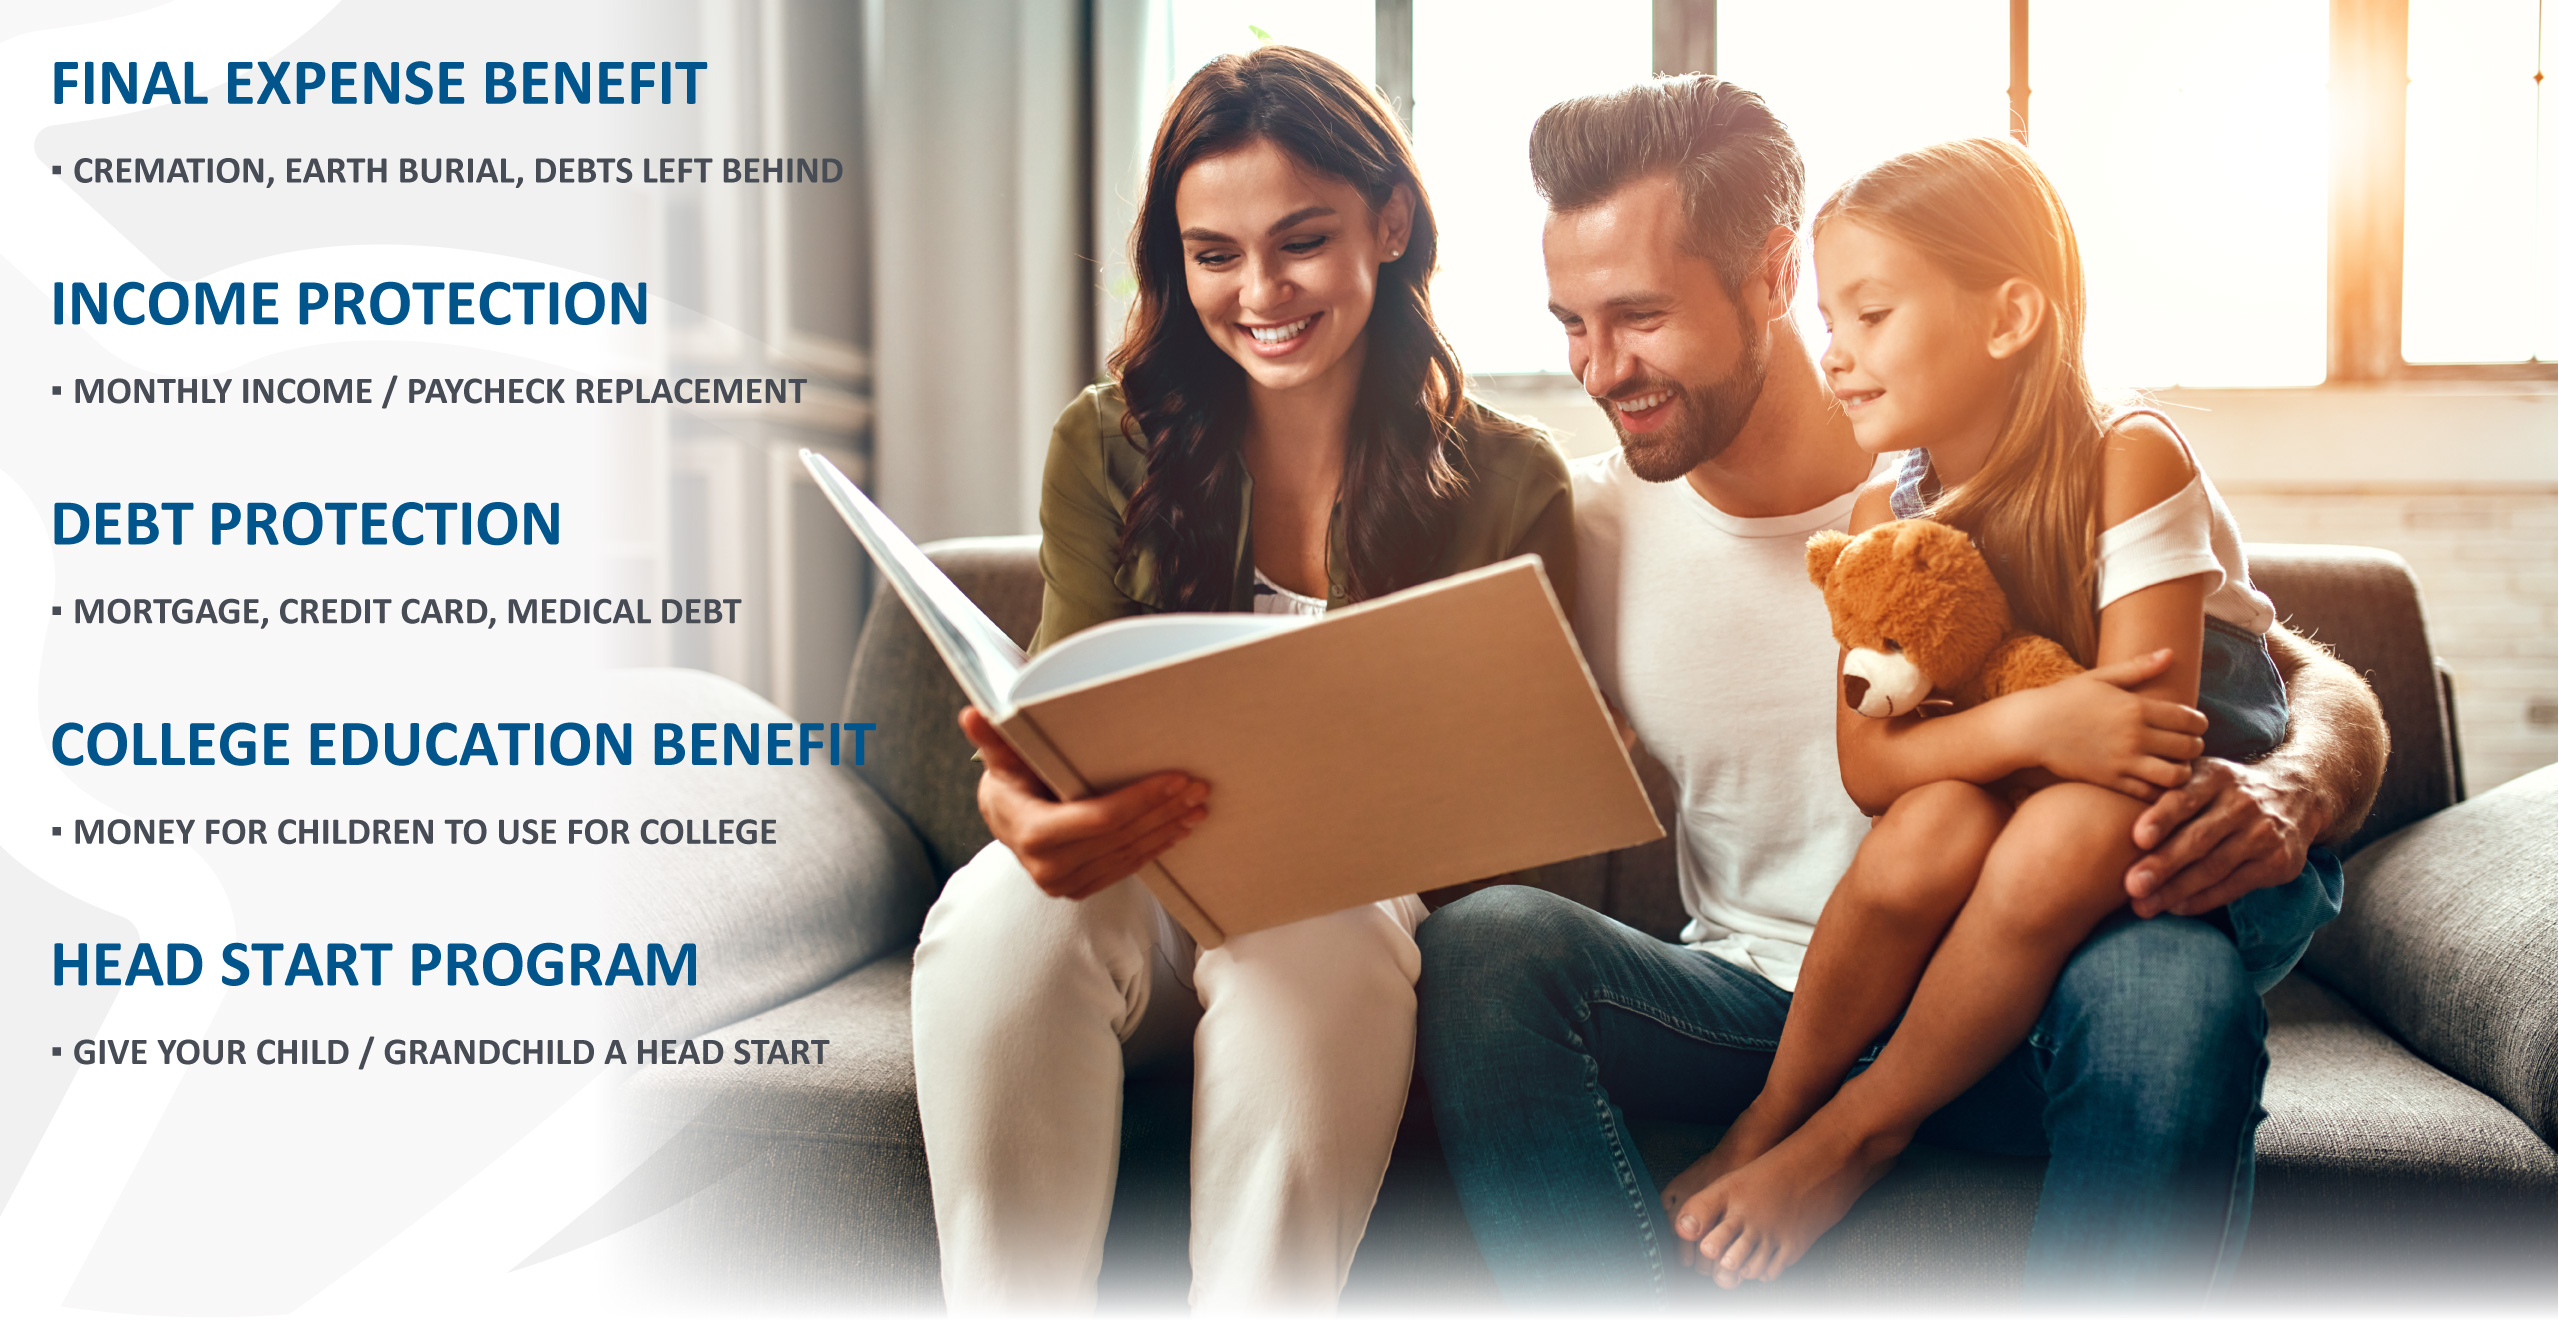 FINAL EXPENSE BENEFIT
▪ CREMATION, EARTH BURIAL, DEBTS LEFT BEHIND
INCOME PROTECTION
▪ MONTHLY INCOME / PAYCHECK REPLACEMENT
DEBT PROTECTION
▪ MORTGAGE, CREDIT CARD, MEDICAL DEBT
COLLEGE EDUCATION BENEFIT
▪ MONEY FOR CHILDREN TO USE FOR COLLEGE
HEAD START PROGRAM
▪ GIVE YOUR CHILD / GRANDCHILD A HEAD START